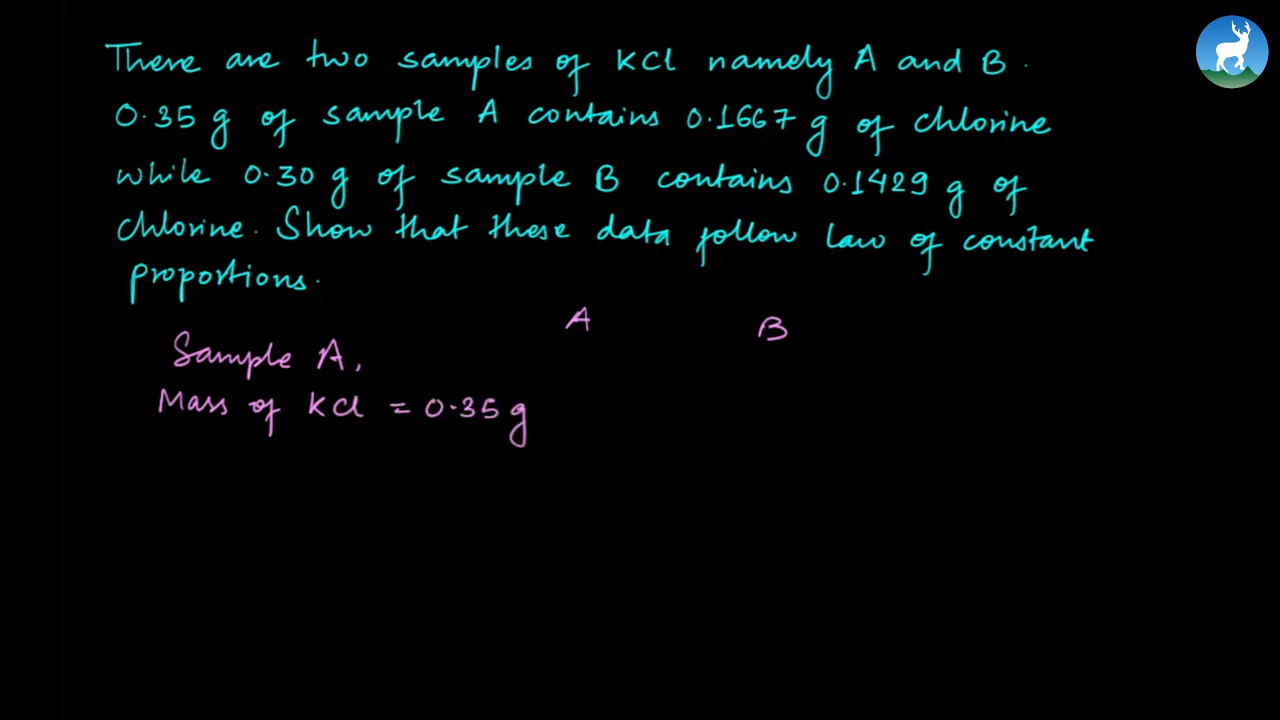 There are two samples of KCl namely A and B.
0.35 g of sample A contains 0.1667 g of chlorine
while 0.30 g of sample B contains 0.1429 g of
chlorine. Show that these data follow law of constant
proportions.
A B
Sample A,
Mass of KCl = 0.35 g